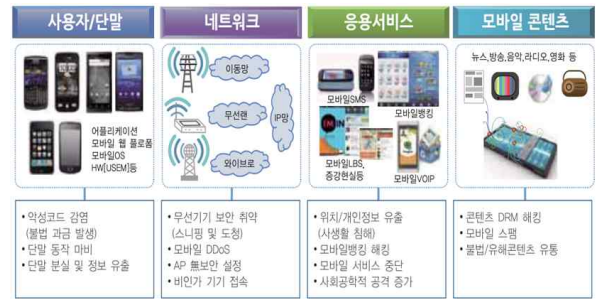 사용자/단말
네트워크
응용서비스
모바일 콘텐츠
어플리케이션
모바일 웹 플로폼
모바일OS
HW[USEM]등
이동망
무선랜
와이브로
IP망
모바일SMS
모바일뱅킹
모바일LBS,
증강현실등
모바일VOIP
뉴스,방송,음악,라디오,영화 등
• 악성코드 감염
(불법 과금 발생)
• 단말 동작 마비
• 단말 분실 및 정보 유출
• 무선기기 보안 취약
(스니핑 및 도청)
• 모바일 DDoS
• AP 無보안 설정
• 비인가 기기 접속
• 위치/개인정보 유출
(사생활 침해)
• 모바일뱅킹 해킹
• 모바일 서비스 중단
• 사회공학적 공격 증가
• 콘텐츠 DRM 해킹
• 모바일 스팸
• 불법/유해콘텐츠 유통